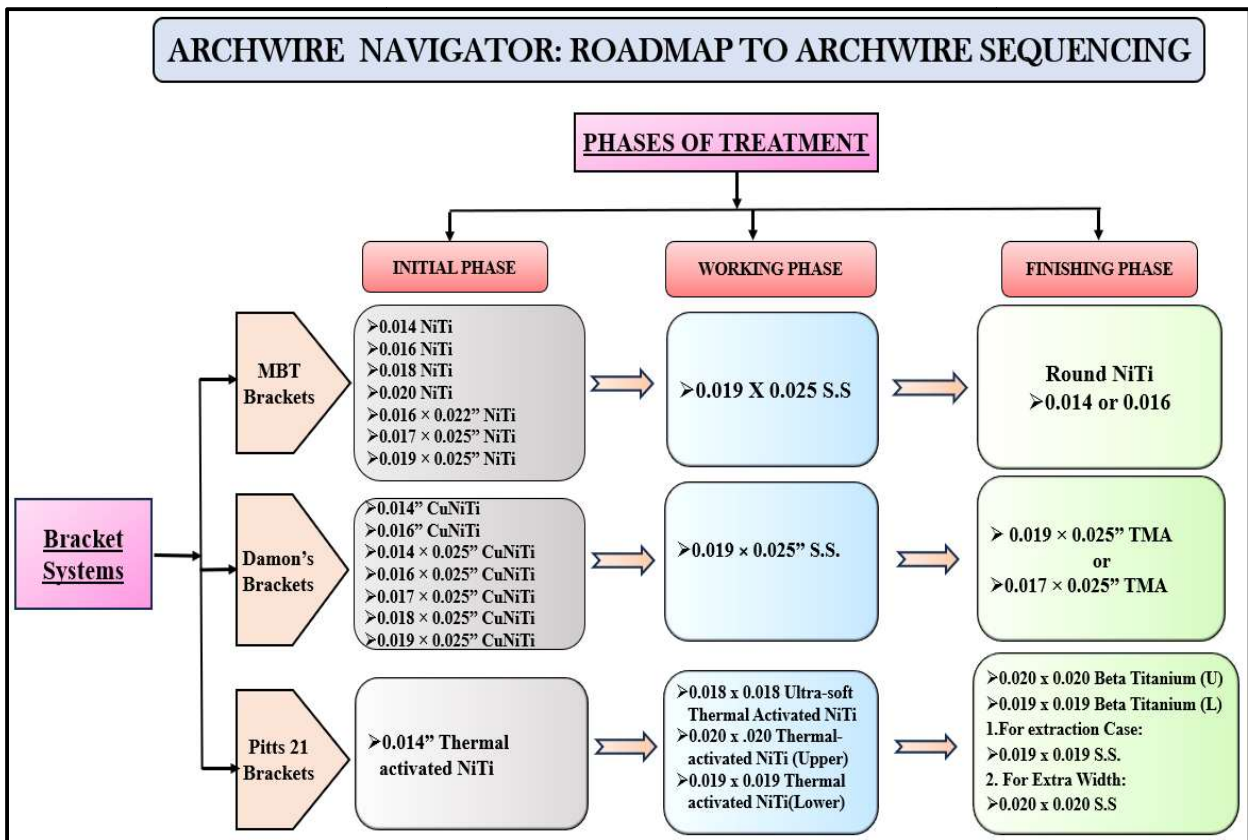 ARCHWIRE NAVIGATOR: ROADMAP TO ARCHWIRE SEQUENCING
PHASES OF TREATMENT
INITIAL PHASE
WORKING PHASE
FINISHING PHASE
Bracket
Systems
MBT
Brackets
➢0.014 NiTi
➢0.016 NiTi
➢0.018 NiTi
➢0.020 NiTi
➢0.016 × 0.022” NiTi
➢0.017 × 0.025” NiTi
➢0.019 × 0.025” NiTi
➢0.019 X 0.025 S.S
Round NiTi
➢0.014 or 0.016
Damon’s
Brackets
➢0.014” CuNiTi
➢0.016” CuNiTi
➢0.014 × 0.025” CuNiTi
➢0.016 × 0.025” CuNiTi
➢0.017 × 0.025” CuNiTi
➢0.018 × 0.025” CuNiTi
➢0.019 × 0.025” CuNiTi
➢0.019 × 0.025” S.S.
➢ 0.019 × 0.025” TMA
or
➢0.017 × 0.025” TMA
Pitts 21
Brackets
➢0.014” Thermal
activated NiTi
➢0.018 x 0.018 Ultra-soft
Thermal Activated NiTi
➢0.020 x .020 Thermal-
activated NiTi (Upper)
➢0.019 x 0.019 Thermal
activated NiTi(Lower)
➢0.020 x 0.020 Beta Titanium (U)
➢0.019 x 0.019 Beta Titanium (L)
1.For extraction Case:
➢0.019 x 0.019 S.S.
2. For Extra Width:
➢0.020 x 0.020 S.S